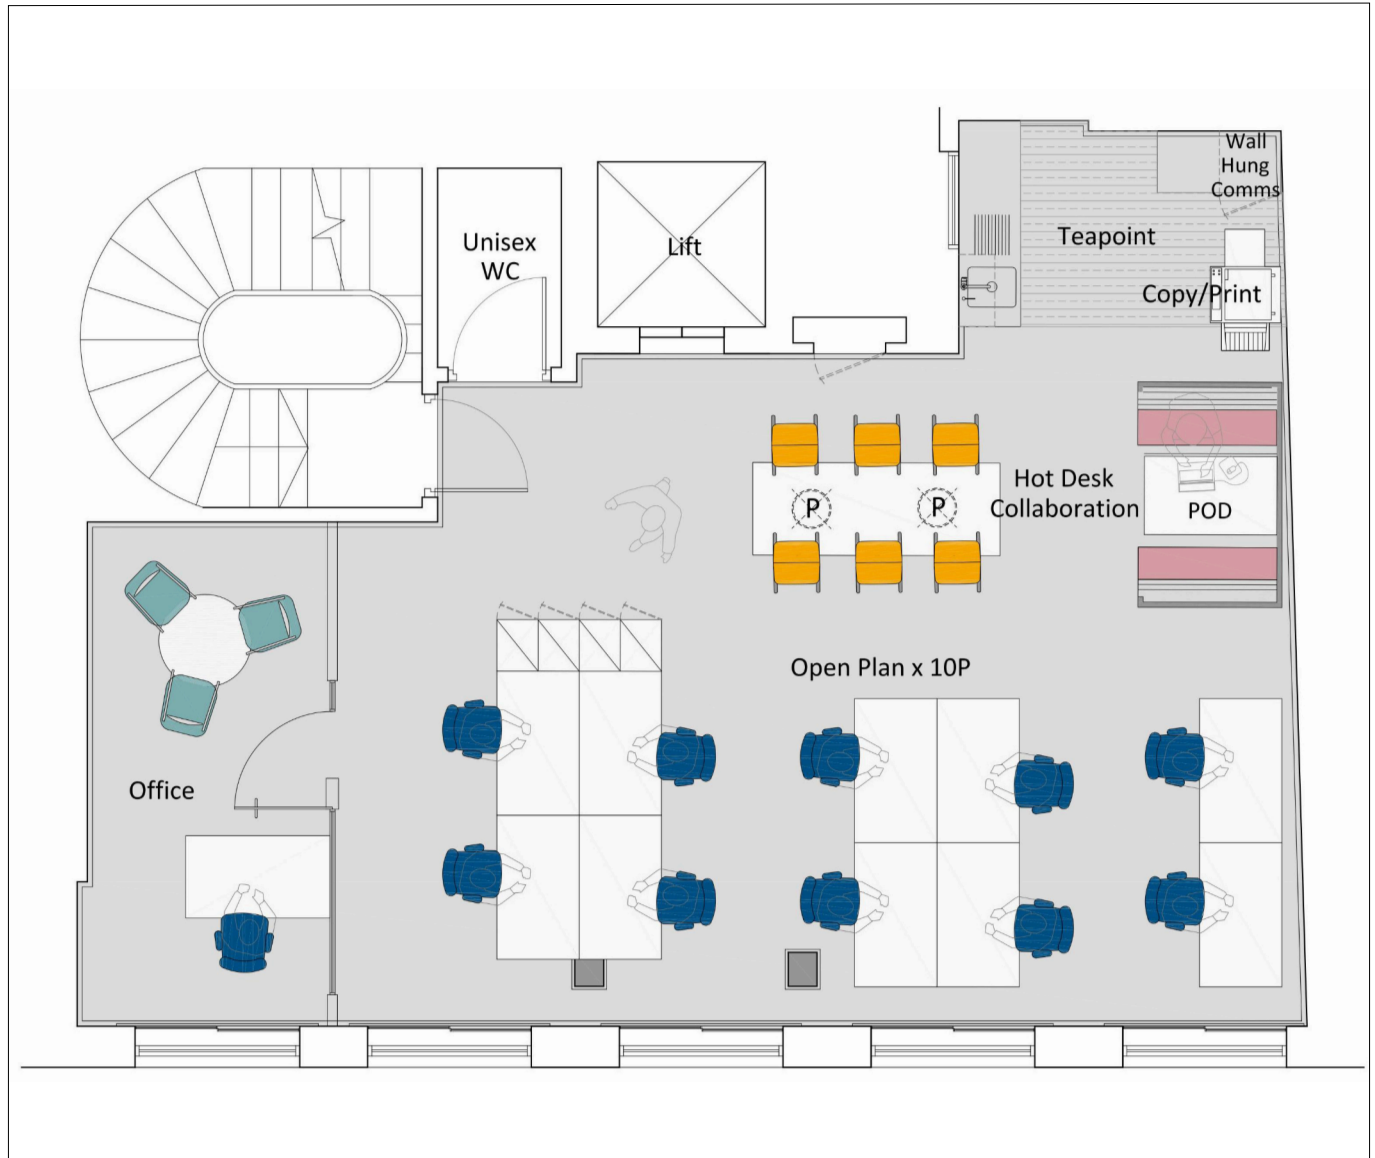 Wall
Hung
Comms
Unisex
WC
Lift
Teapoint
Copy/Print
Hot Desk
Collaboration
P
P
POD
Open Plan x 10P
Office